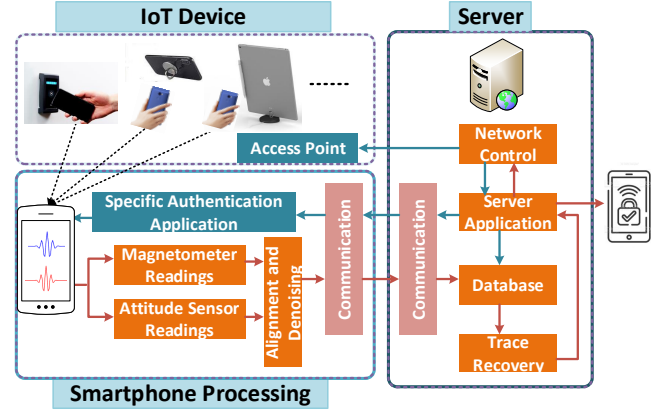 IoT Device
Server
Access Point
Network
Control
Specific Authentication
Application
Server
Application
Magnetometer
Readings
Attitude Sensor
Readings
Alignment and
Denoising
Communication
Communication
Database
Trace
Recovery
Smartphone Processing